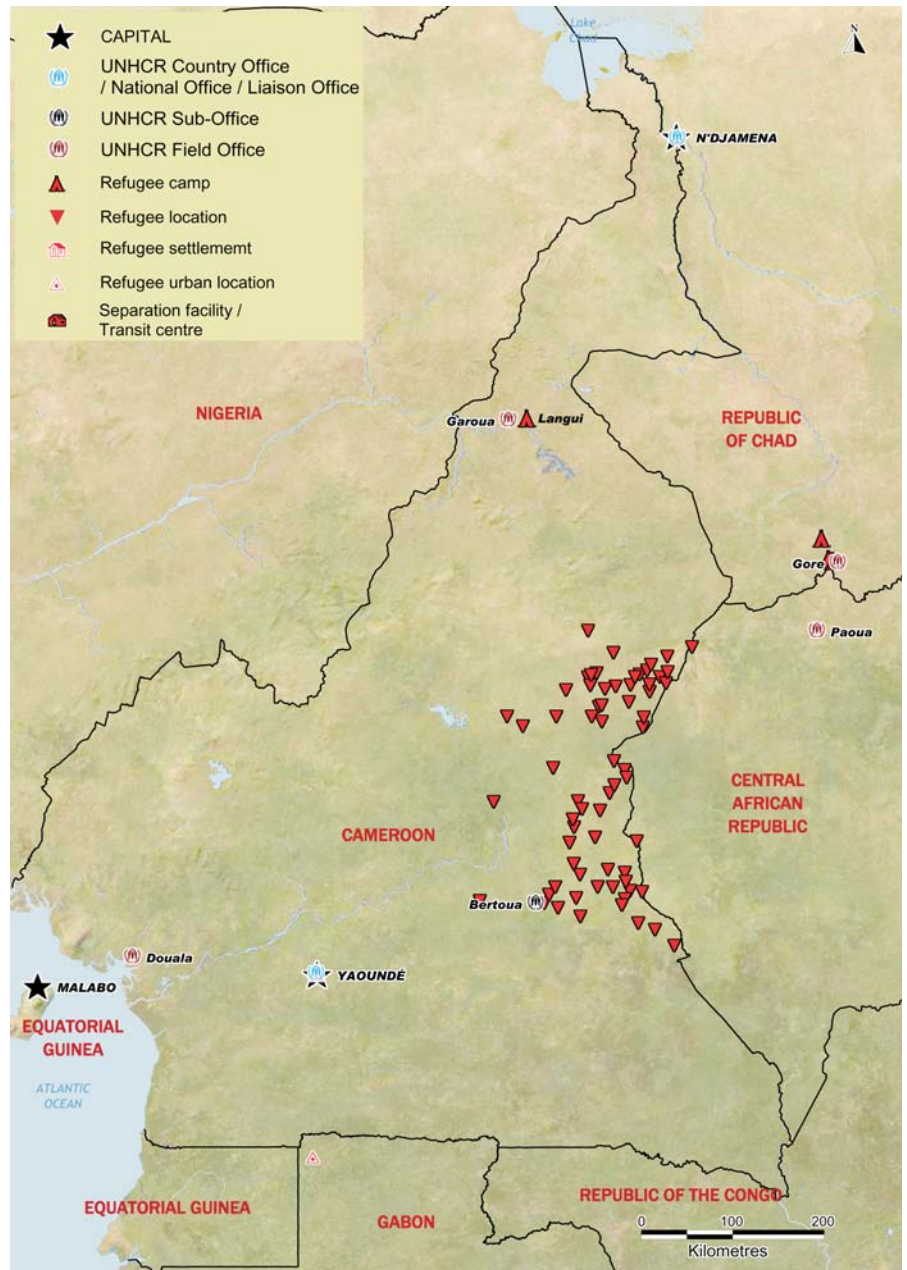 CAPITAL
UNHCR Country Office
/ National Office / Liaison Office
UNHCR Sub-Office
UNHCR Field Office
Refugee camp
Refugee location
Refugee settlememt
Refugee urban location
Separation facility /
Transit centre
Lake
Chad
N
N'DJAMENA
NIGERIA
Garoua
Langui
REPUBLIC
OF CHAD
Gore
Paoua
CENTRAL
AFRICAN
REPUBLIC
CAMEROON
Bertoua
Douala
YAOUNDÉ
MALABO
EQUATORIAL
GUINEA
ATLANTIC
OCEAN
EQUATORIAL GUINEA
GABON
REPUBLIC OF THE CONGO
0 100 200
Kilometres